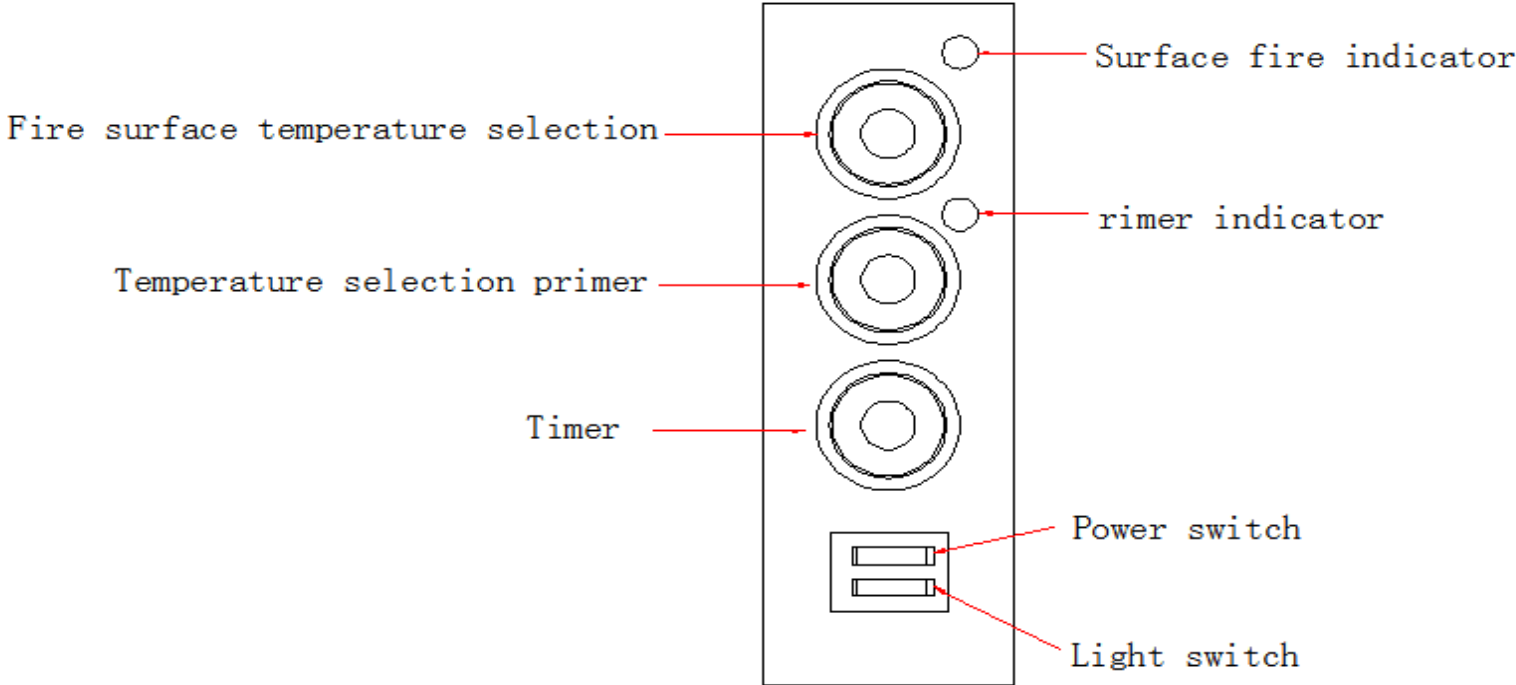 Surface fire indicator
Fire surface temperature selection
rimer indicator
Temperature selection primer
Timer
Power switch
Light switch